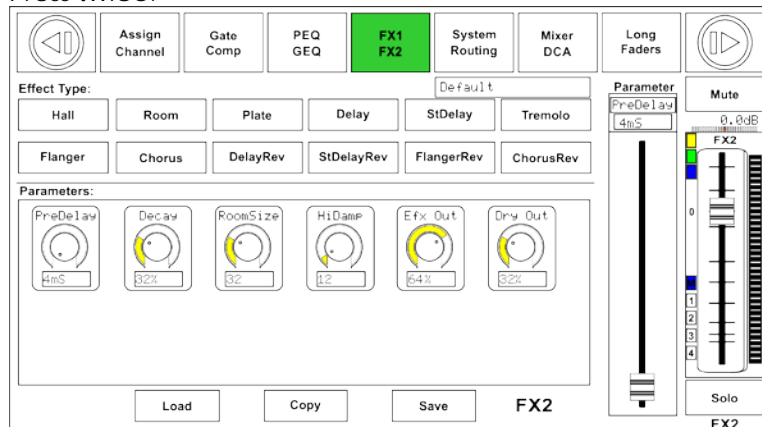 Assign Channel
Gate Comp
PEQ GEQ
FX1 FX2
System Routing
Mixer DCA
Long Faders
Effect Type:
Default
Parameter
PreDelay
4mS
Mute
0.0dB
FX2
Hall
Room
Plate
Delay
StDelay
Tremolo
Flanger
Chorus
DelayRev
StDelayRev
FlangerRev
ChorusRev
Parameters:
PreDelay
Decay
RoomSize
HiDamp
Efx Out
Dry Out
4mS
32%
32
12
64%
32%
0
M
1
2
3
4
Load
Copy
Save
FX2
Solo
FX2